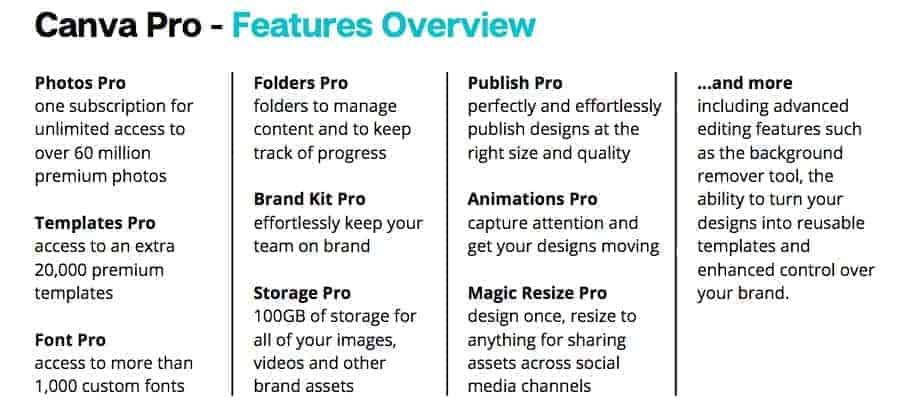 Canva Pro - Features Overview
Photos Pro
one subscription for
unlimited access to
over 60 million
premium photos
Templates Pro
access to an extra
20,000 premium
templates
Font Pro
access to more than
1,000 custom fonts
Folders Pro
folders to manage
content and to keep
track of progress
Brand Kit Pro
effortlessly keep your
team on brand
Storage Pro
100GB of storage for
all of your images,
videos and other
brand assets
Publish Pro
perfectly and effortlessly
publish designs at the
right size and quality
Animations Pro
capture attention and
get your designs moving
Magic Resize Pro
design once, resize to
anything for sharing
assets across social
media channels
...and more
including advanced
editing features such
as the background
remover tool, the
ability to turn your
designs into reusable
templates and
enhanced control over
your brand.